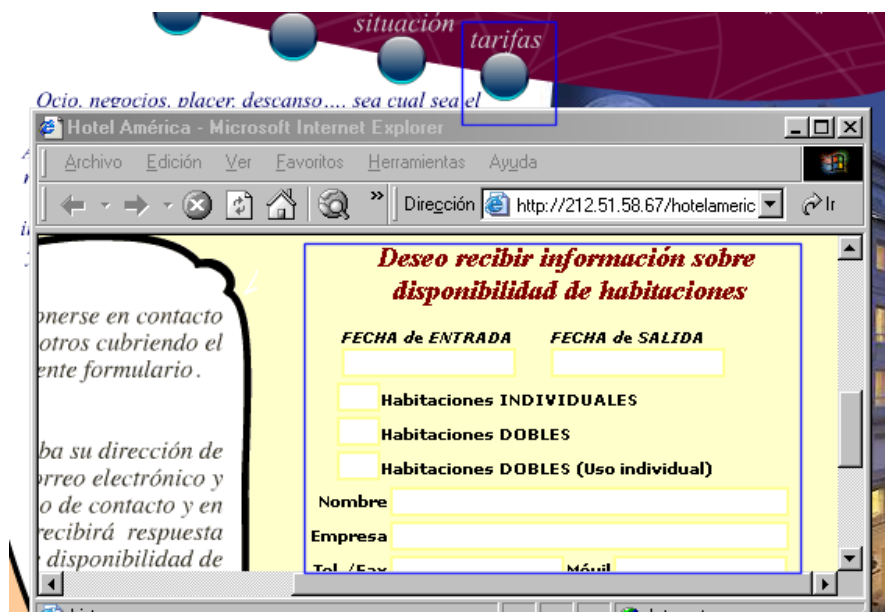 situación
tarifas
Ocio, negocios, placer, descanso.... sea cual sea el
Hotel América - Microsoft Internet Explorer
Archivo Edición Ver Favoritos Herramientas Ayuda
» Dirección http://212.51.58.67/hotelameric Ir
Deseo recibir información sobre
disponibilidad de habitaciones
onerse en contacto
otros cubriendo el
ente formulario.
FECHA de ENTRADA FECHA de SALIDA
Habitaciones INDIVIDUALES
Habitaciones DOBLES
Habitaciones DOBLES (Uso individual)
ba su dirección de
orreo electrónico y
o de contacto y en
recibirá respuesta
disponibilidad de
Nombre
Empresa
Tel./Fax Móvil